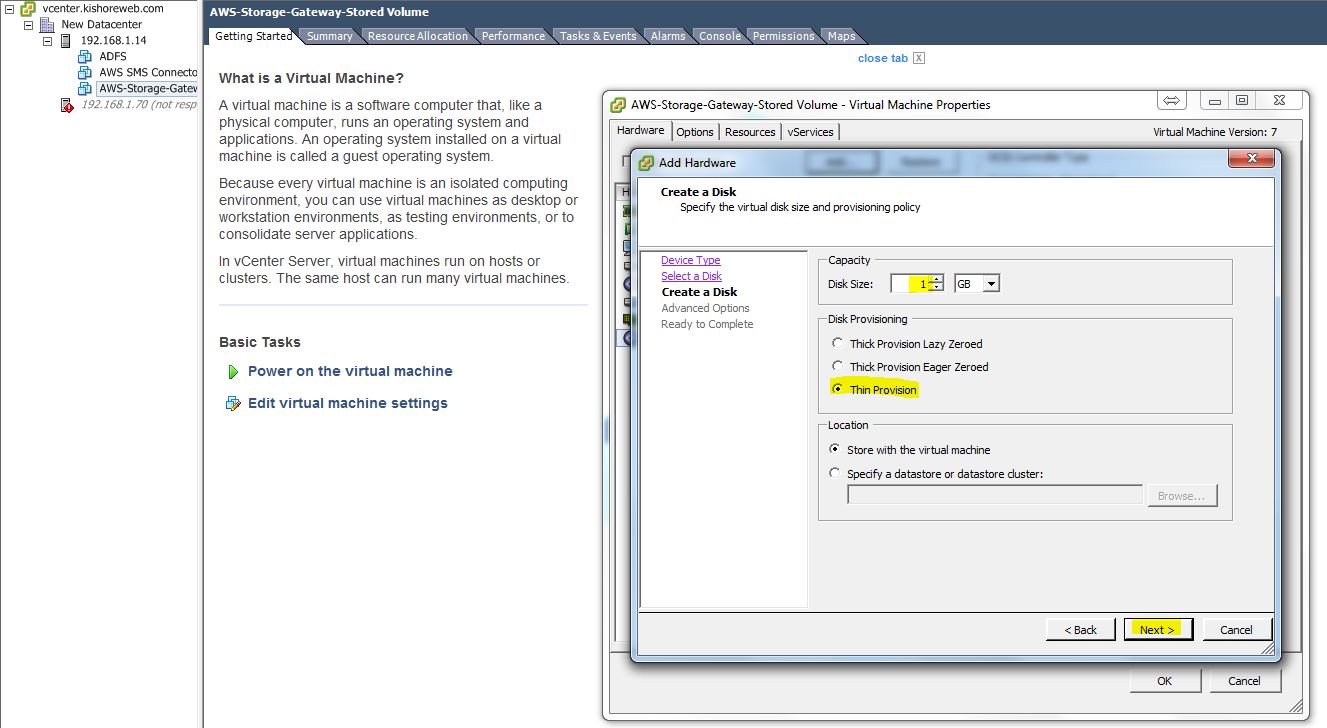 vcenter.kishoreweb.com
New Datacenter
192.168.1.14
ADFS
AWS SMS Connecto
AWS-Storage-Gatew
192.168.1.70 (not resp
AWS-Storage-Gateway-Stored Volume
Getting Started Summary Resource Allocation Performance Tasks & Events Alarms Console Permissions Maps
close tab X
What is a Virtual Machine?
A virtual machine is a software computer that, like a
physical computer, runs an operating system and
applications. An operating system installed on a virtual
machine is called a guest operating system.
Because every virtual machine is an isolated computing
environment, you can use virtual machines as desktop or
workstation environments, as testing environments, or to
consolidate server applications.
In vCenter Server, virtual machines run on hosts or
clusters. The same host can run many virtual machines.
Basic Tasks
Power on the virtual machine
Edit virtual machine settings
AWS-Storage-Gateway-Stored Volume - Virtual Machine Properties
Hardware Options Resources vServices
Virtual Machine Version: 7
Add Hardware
Create a Disk
Specify the virtual disk size and provisioning policy
Device Type
Select a Disk
Create a Disk
Advanced Options
Ready to Complete
Capacity
Disk Size: 1 GB
Disk Provisioning
Thick Provision Lazy Zeroed
Thick Provision Eager Zeroed
Thin Provision
Location
Store with the virtual machine
Specify a datastore or datastore cluster:
Browse...
< Back Next > Cancel
OK Cancel